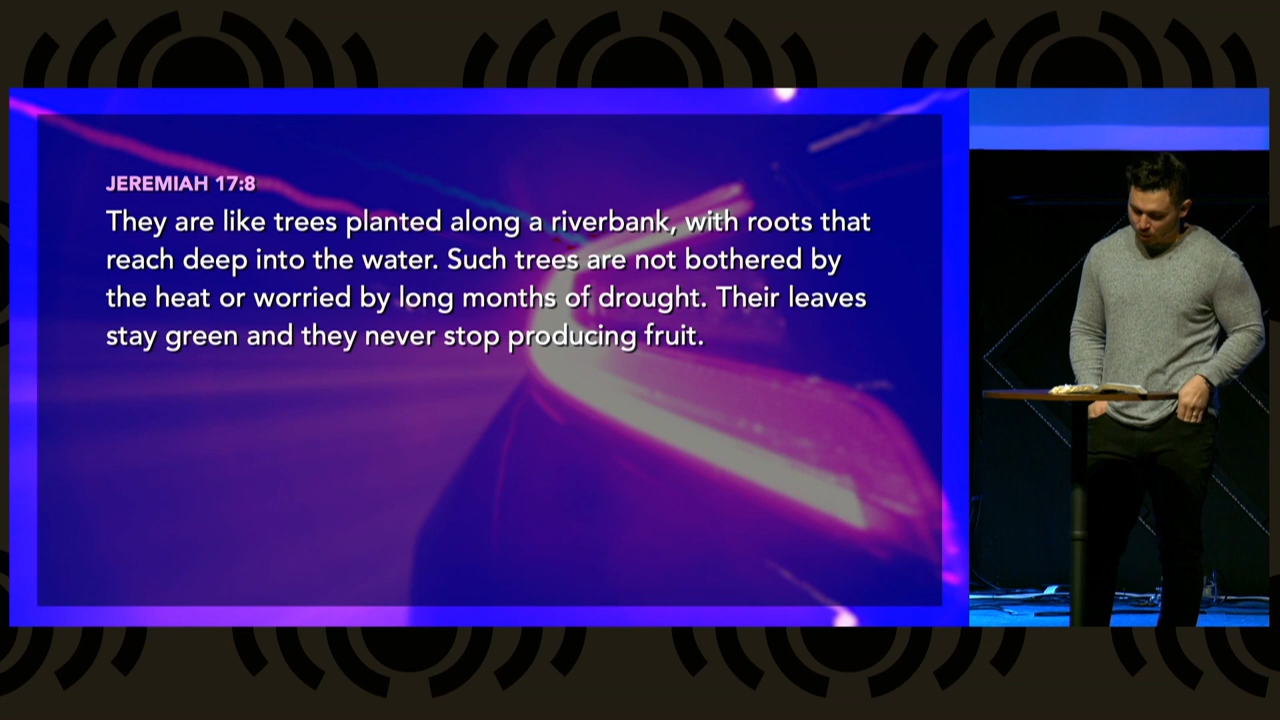 JEREMIAH 17:8
They are like trees planted along a riverbank, with roots that
reach deep into the water. Such trees are not bothered by
the heat or worried by long months of drought. Their leaves
stay green and they never stop producing fruit.